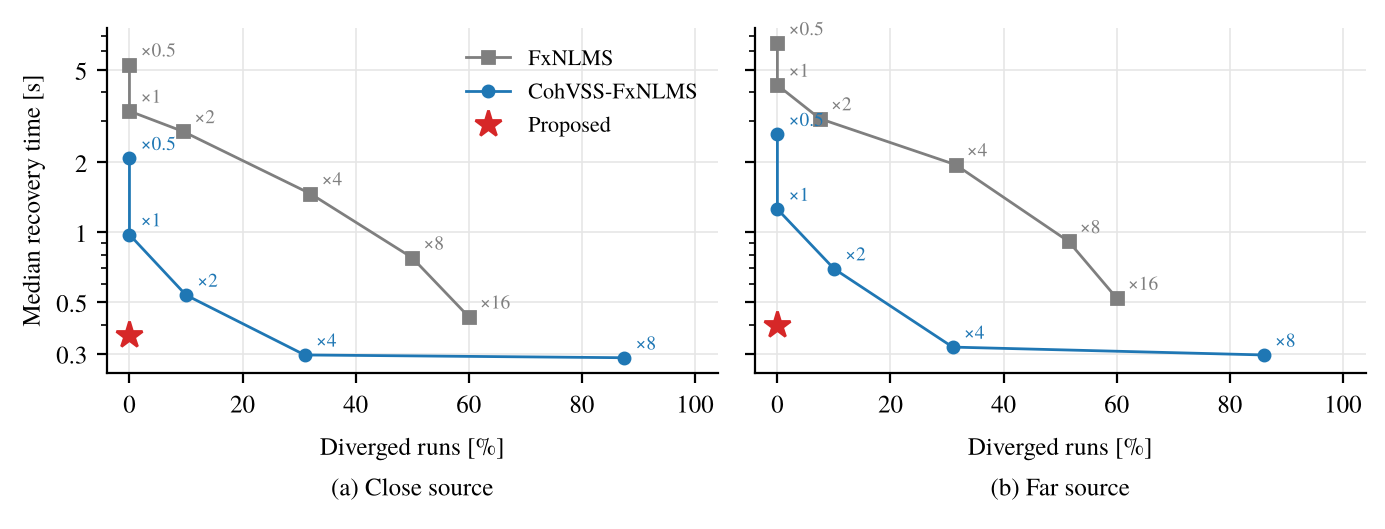 Median recovery time [s]
5
2
1
0.5
0.3
×0.5
×1
×2
×4
×8
×16
×0.5
×1
×2
×4
×8
FxNLMS
CohVSS-FxNLMS
Proposed
0 20 40 60 80 100
Diverged runs [%]
(a) Close source
×0.5
×1
×2
×4
×8
×16
×0.5
×1
×2
×4
×8
0 20 40 60 80 100
Diverged runs [%]
(b) Far source